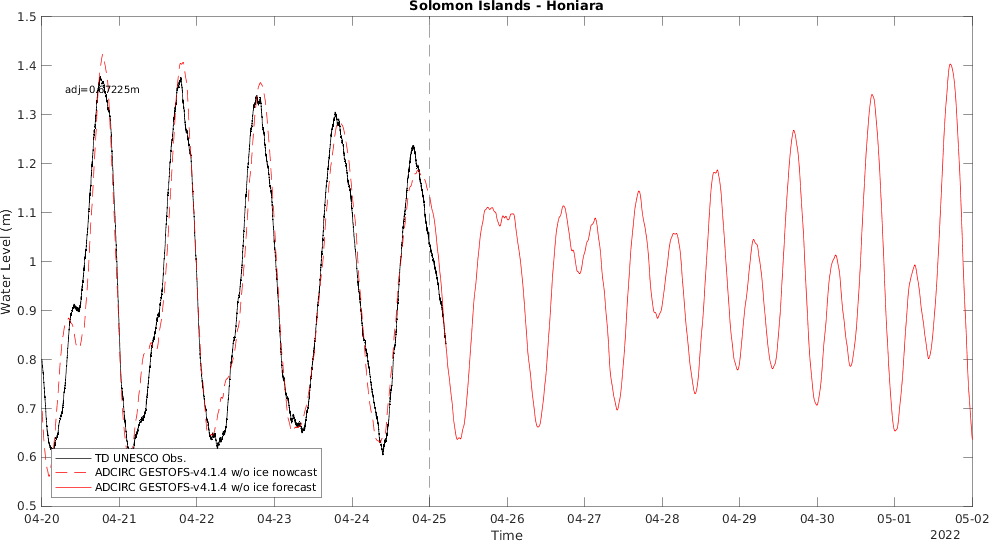 Solomon Islands - Honiara
1.5
1.4
1.3
1.2
1.1
1
0.9
0.8
0.7
0.6
0.5
Water Level (m)
adj=0.67225m
TD UNESCO Obs.
ADCIRC GESTOFS-v4.1.4 w/o ice nowcast
ADCIRC GESTOFS-v4.1.4 w/o ice forecast
04-20 04-21 04-22 04-23 04-24 04-25 04-26 04-27 04-28 04-29 04-30 05-01 05-02
Time
2022